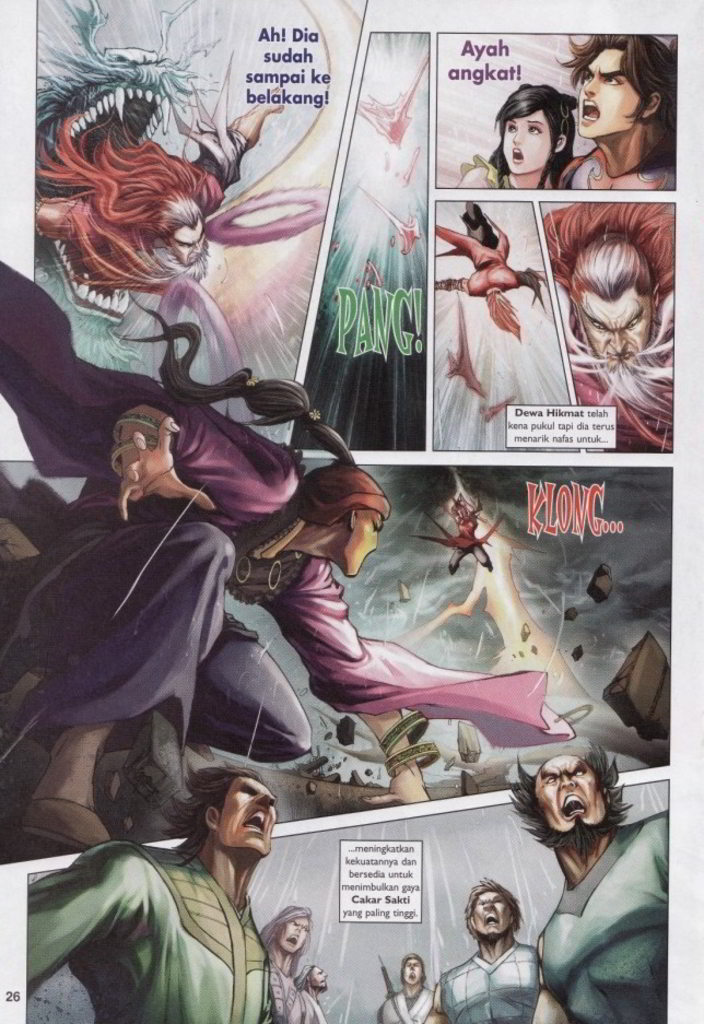 Ah! Dia
sudah
sampai ke
belakang!
Ayah
angkat!
PANG!
Dewa Hikmat telah
kena pukul tapi dia terus
menarik nafas untuk...
KLONG...
...meningkatkan
kekuatannya dan
bersedia untuk
menimbulkan gaya
Cakar Sakti
yang paling tinggi.
26